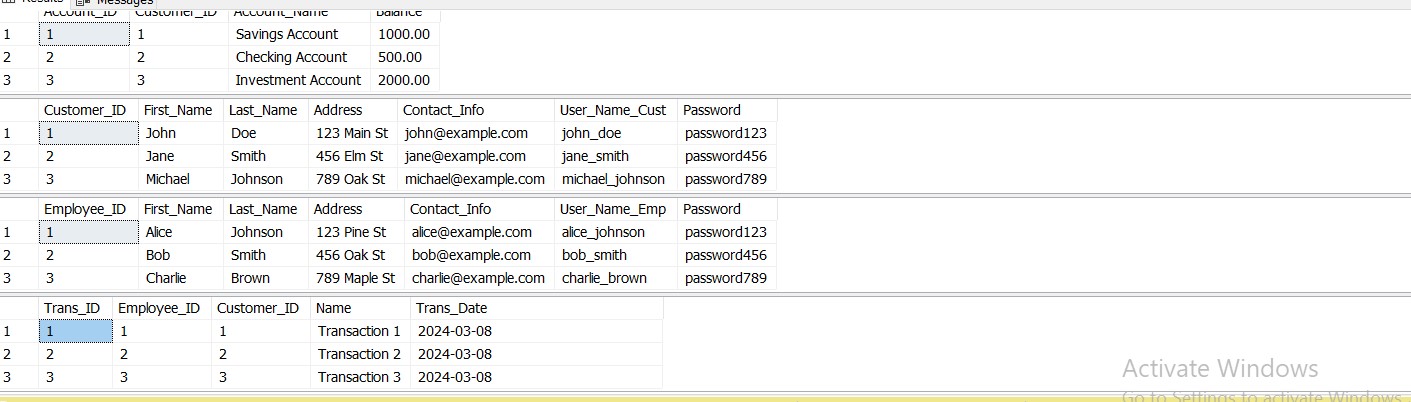 Results Messages
Account_ID Customer_ID Account_Name Balance
1 1 1 Savings Account 1000.00
2 2 2 Checking Account 500.00
3 3 3 Investment Account 2000.00
Customer_ID First_Name Last_Name Address Contact_Info User_Name_Cust Password
1 1 John Doe 123 Main St john@example.com john_doe password123
2 2 Jane Smith 456 Elm St jane@example.com jane_smith password456
3 3 Michael Johnson 789 Oak St michael@example.com michael_johnson password789
Employee_ID First_Name Last_Name Address Contact_Info User_Name_Emp Password
1 1 Alice Johnson 123 Pine St alice@example.com alice_johnson password123
2 2 Bob Smith 456 Oak St bob@example.com bob_smith password456
3 3 Charlie Brown 789 Maple St charlie@example.com charlie_brown password789
Trans_ID Employee_ID Customer_ID Name Trans_Date
1 1 1 1 Transaction 1 2024-03-08
2 2 2 2 Transaction 2 2024-03-08
3 3 3 3 Transaction 3 2024-03-08
Activate Windows
Go to Settings to activate Windows.